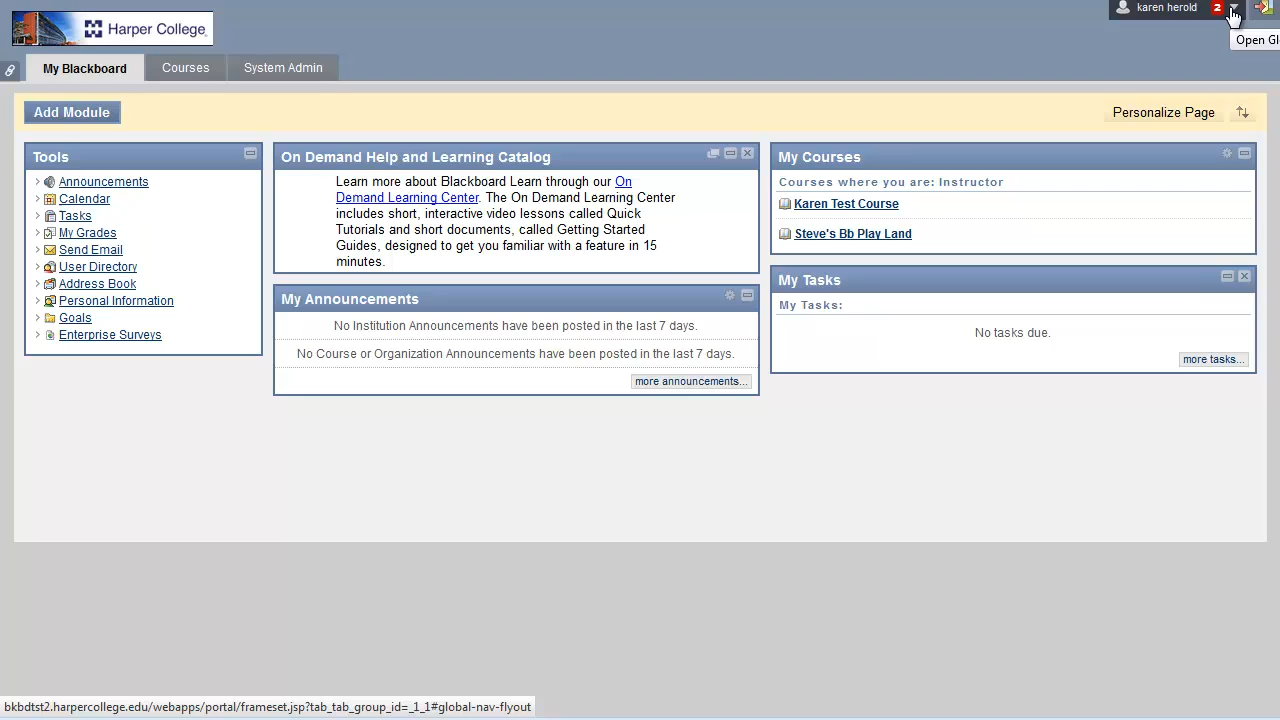 karen herold 2
Harper College
Open Gl
My Blackboard Courses System Admin
Add Module
Personalize Page
Tools
Announcements
Calendar
Tasks
My Grades
Send Email
User Directory
Address Book
Personal Information
Goals
Enterprise Surveys
On Demand Help and Learning Catalog
Learn more about Blackboard Learn through our On
Demand Learning Center. The On Demand Learning Center
includes short, interactive video lessons called Quick
Tutorials and short documents, called Getting Started
Guides, designed to get you familiar with a feature in 15
minutes.
My Announcements
No Institution Announcements have been posted in the last 7 days.
No Course or Organization Announcements have been posted in the last 7 days.
more announcements...
My Courses
Courses where you are: Instructor
Karen Test Course
Steve's Bb Play Land
My Tasks
My Tasks:
No tasks due.
more tasks...
bkbdtst2.harpercollege.edu/webapps/portal/frameset.jsp?tab_tab_group_id=_1_1#global-nav-flyout